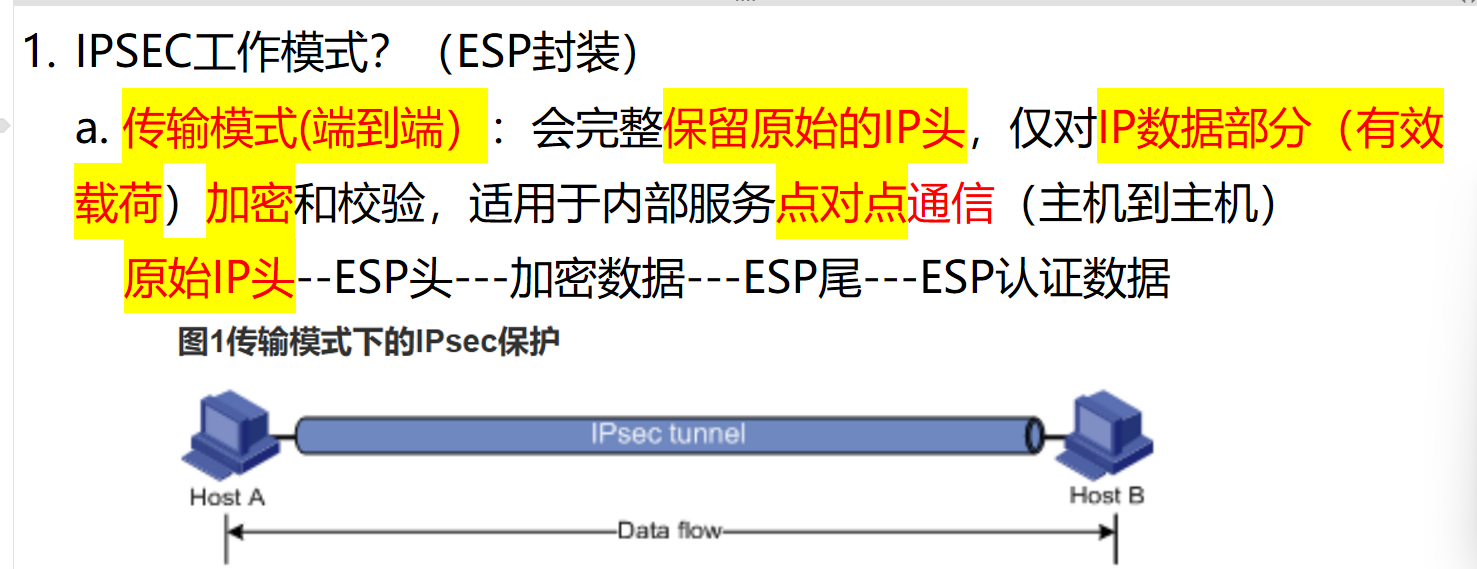 1. IPSEC工作模式？（ESP封装）
a. 传输模式(端到端）：会完整保留原始的IP头，仅对IP数据部分（有效
载荷）加密和校验，适用于内部服务点对点通信（主机到主机）
原始IP头--ESP头---加密数据---ESP尾---ESP认证数据
图1传输模式下的IPsec保护
IPsec tunnel
Host A
Host B
Data flow